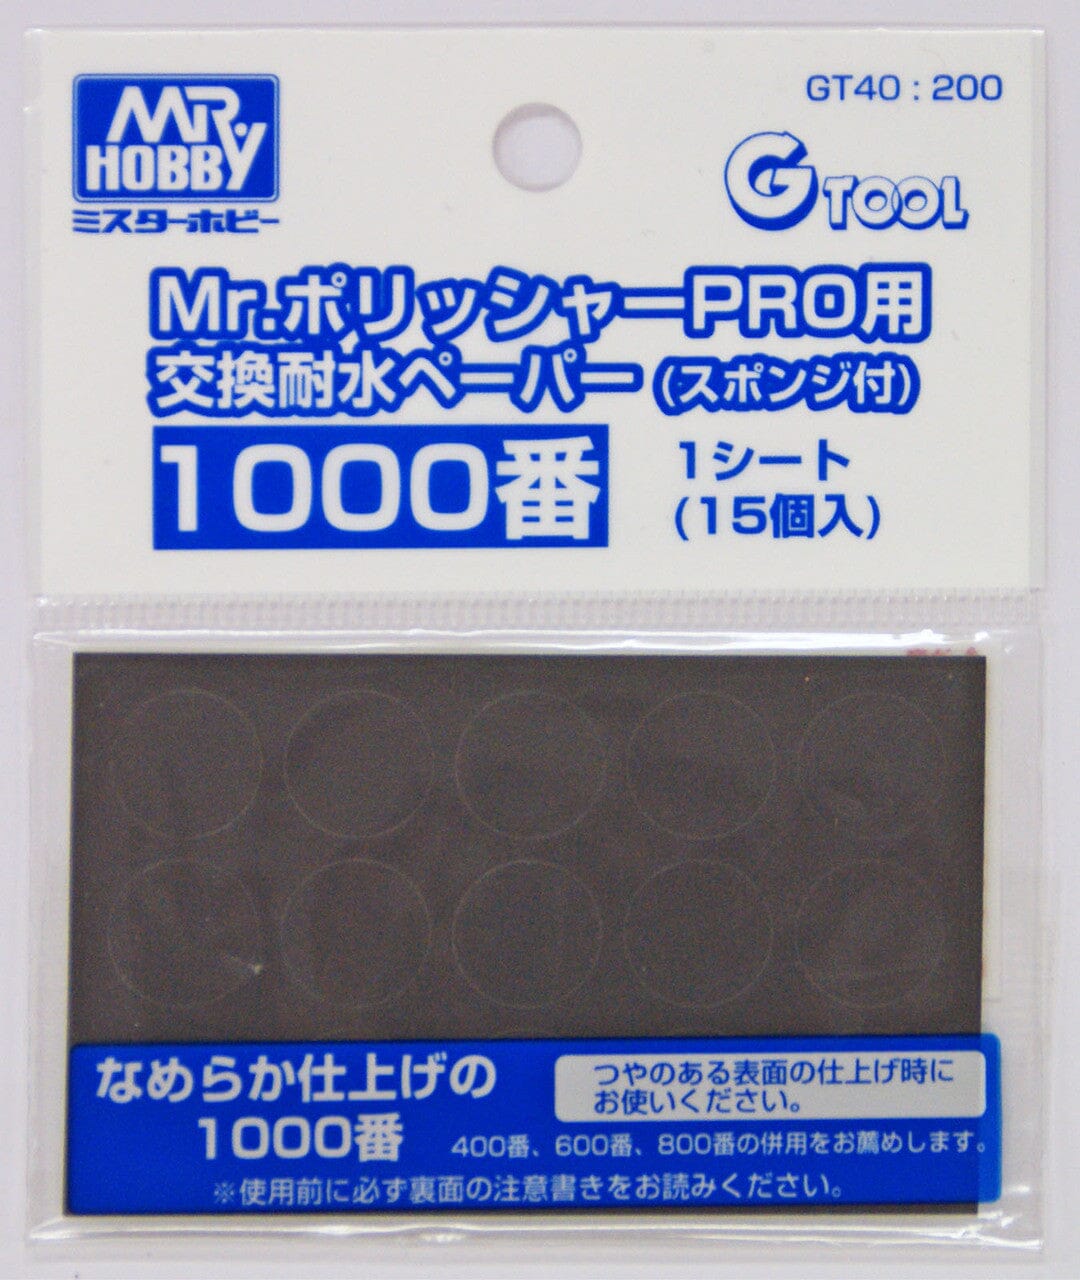 MR HOBBY
ミスターホビー
GT40 : 200
G TOOL
Mr.ポリッシャーPRO用
交換耐水ペーパー (スポンジ付)
1000番
1シート
(15個入)
なめらか仕上げの
1000番
つやのある表面の仕上げ時に
お使いください。
400番、600番、800番の併用をお薦めします。
※使用前に必ず裏面の注意書きをお読みください。